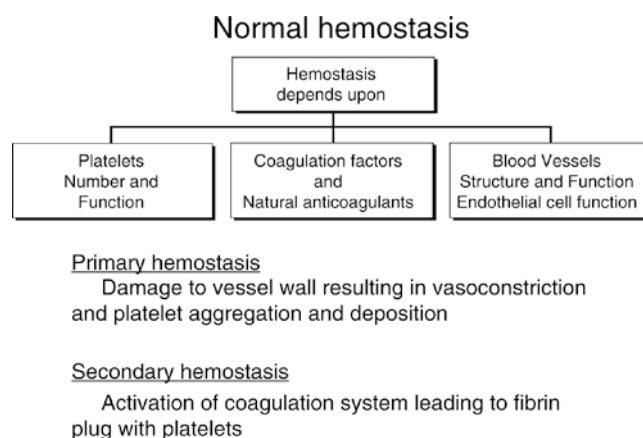 Normal hemostasis
Hemostasis
depends upon
Platelets
Number and
Function
Coagulation factors
and
Natural anticoagulants
Blood Vessels
Structure and Function
Endothelial cell function
Primary hemostasis
Damage to vessel wall resulting in vasoconstriction
and platelet aggregation and deposition
Secondary hemostasis
Activation of coagulation system leading to fibrin
plug with platelets